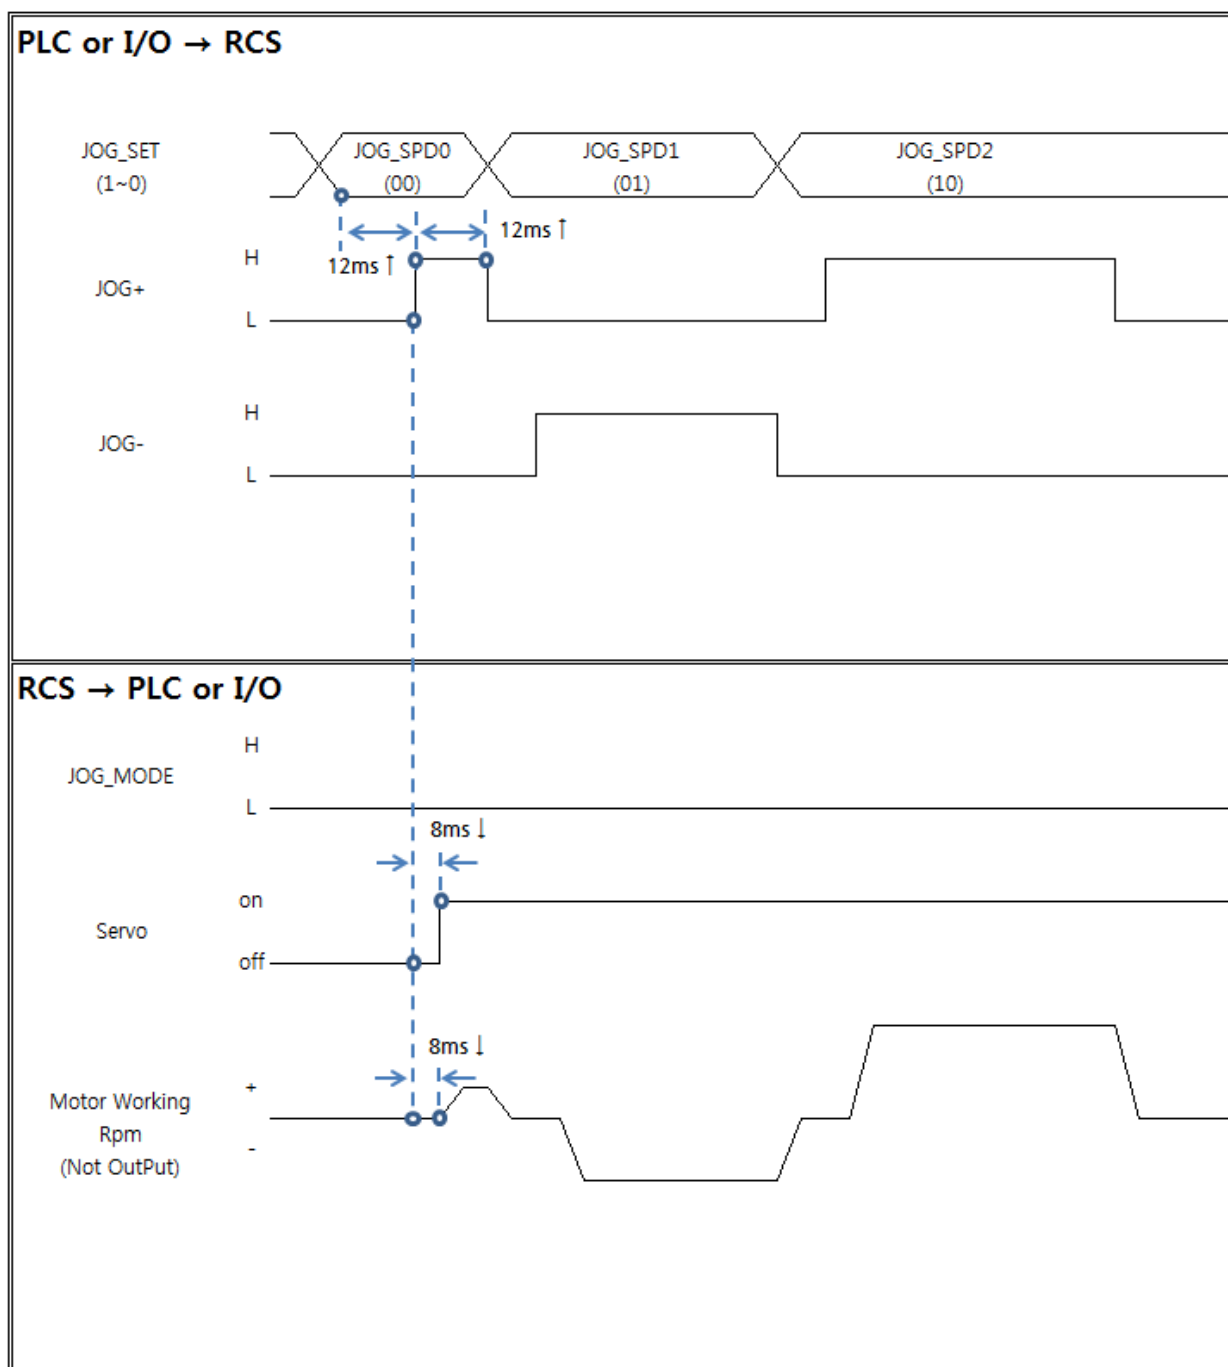 PLC or I/O → RCS
JOG_SET
(1~0)
JOG_SPD0
(00)
JOG_SPD1
(01)
JOG_SPD2
(10)
12ms↑
12ms↑
JOG+
H
L
JOG-
H
L
RCS → PLC or I/O
JOG_MODE
H
L
8ms↓
Servo
on
off
8ms↓
Motor Working
Rpm
(Not OutPut)
+
-